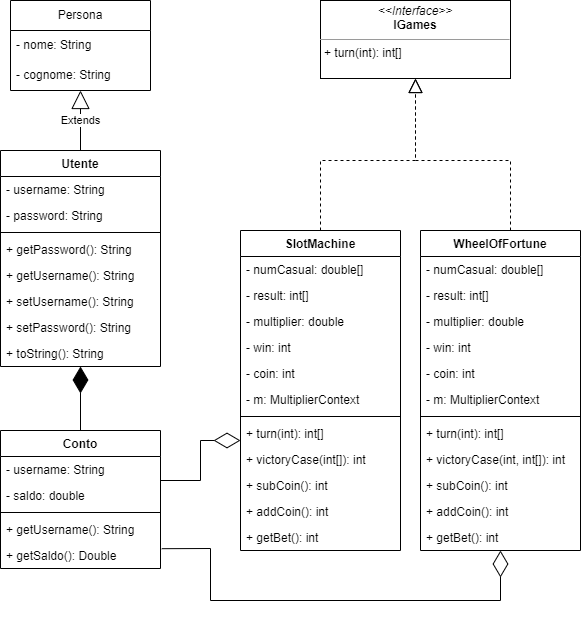 Persona
- nome: String
- cognome: String
Extends
Utente
- username: String
- password: String
+ getPassword(): String
+ getUsername(): String
+ setUsername(): String
+ setPassword(): String
+ toString(): String
Conto
- username: String
- saldo: double
+ getUsername(): String
+ getSaldo(): Double
<<Interface>>
IGames
+ turn(int): int[]
SlotMachine
- numCasual: double[]
- result: int[]
- multiplier: double
- win: int
- coin: int
- m: MultiplierContext
+ turn(int): int[]
+ victoryCase(int[]): int
+ subCoin(): int
+ addCoin(): int
+ getBet(): int
WheelOfFortune
- numCasual: double[]
- result: int[]
- multiplier: double
- win: int
- coin: int
- m: MultiplierContext
+ turn(int): int[]
+ victoryCase(int, int[]): int
+ subCoin(): int
+ addCoin(): int
+ getBet(): int